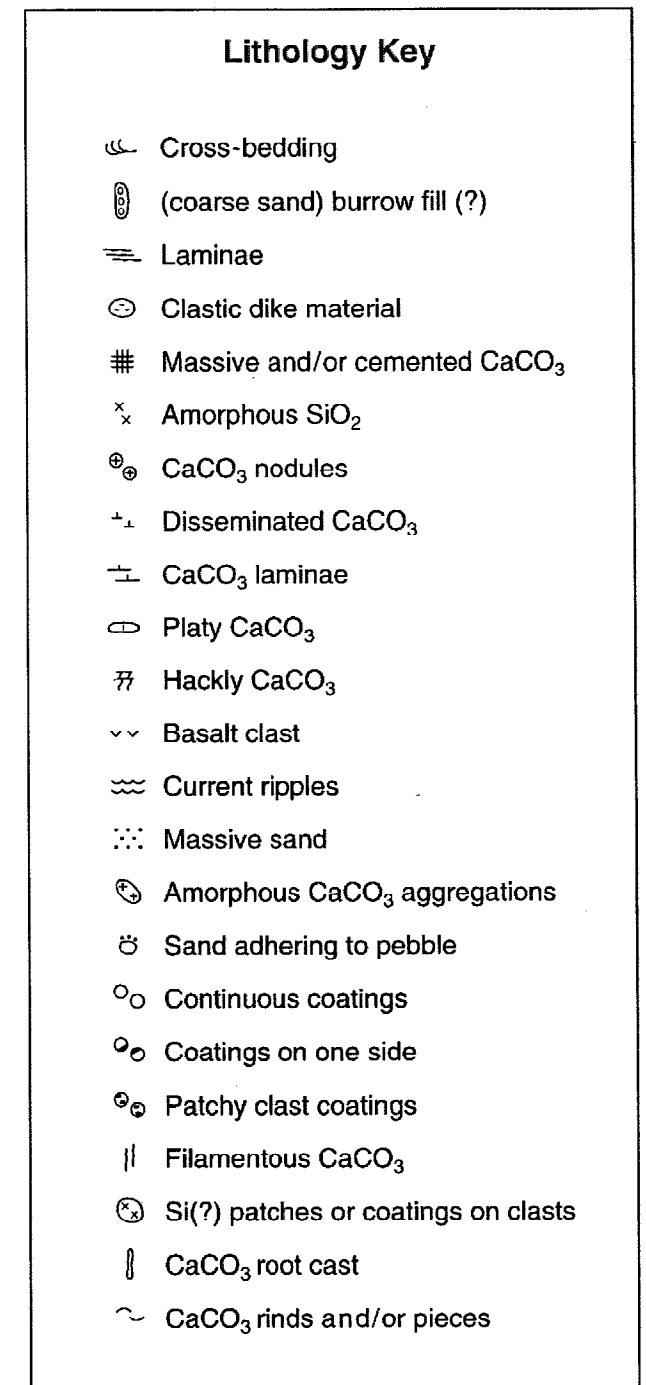 Lithology Key
Cross-bedding
(coarse sand) burrow fill (?)
Laminae
Clastic dike material
Massive and/or cemented CaCO₃
Amorphous SiO₂
CaCO₃ nodules
Disseminated CaCO₃
CaCO₃ laminae
Platy CaCO₃
Hackly CaCO₃
Basalt clast
Current ripples
Massive sand
Amorphous CaCO₃ aggregations
Sand adhering to pebble
Continuous coatings
Coatings on one side
Patchy clast coatings
Filamentous CaCO₃
Si(?) patches or coatings on clasts
CaCO₃ root cast
CaCO₃ rinds and/or pieces